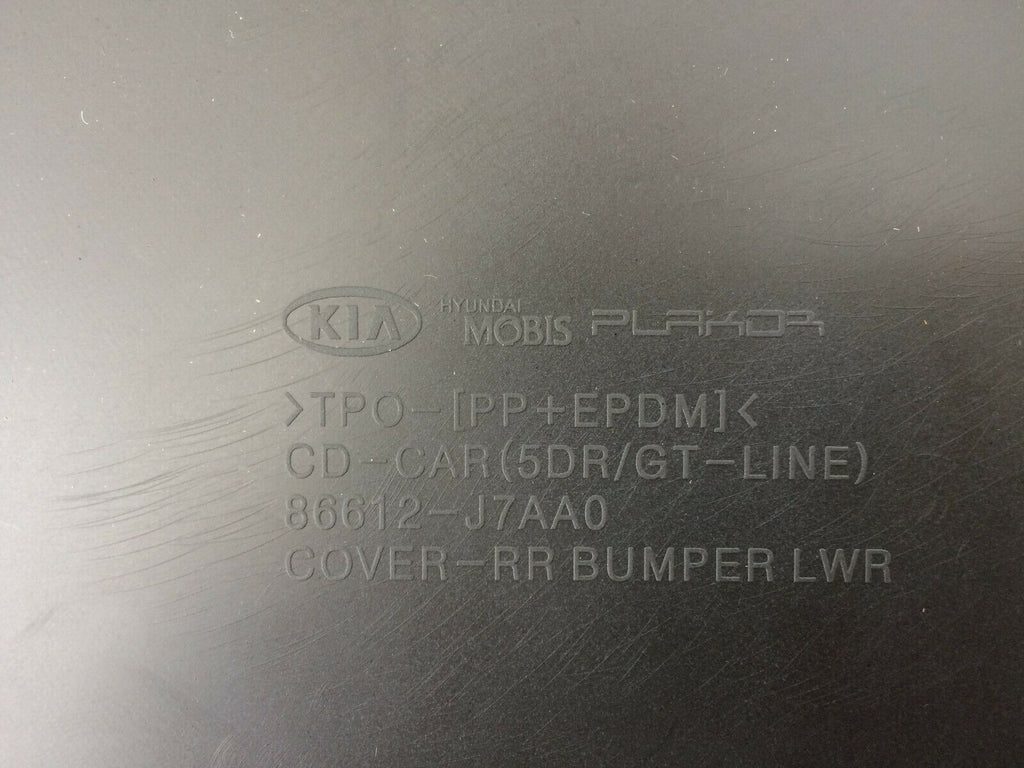 KIA HYUNDAI MOBIS PLAKOR
>TPO-[PP+EPDM]<
CD-CAR(5DR/GT-LINE)
86612-J7AA0
COVER-RR BUMPER LWR